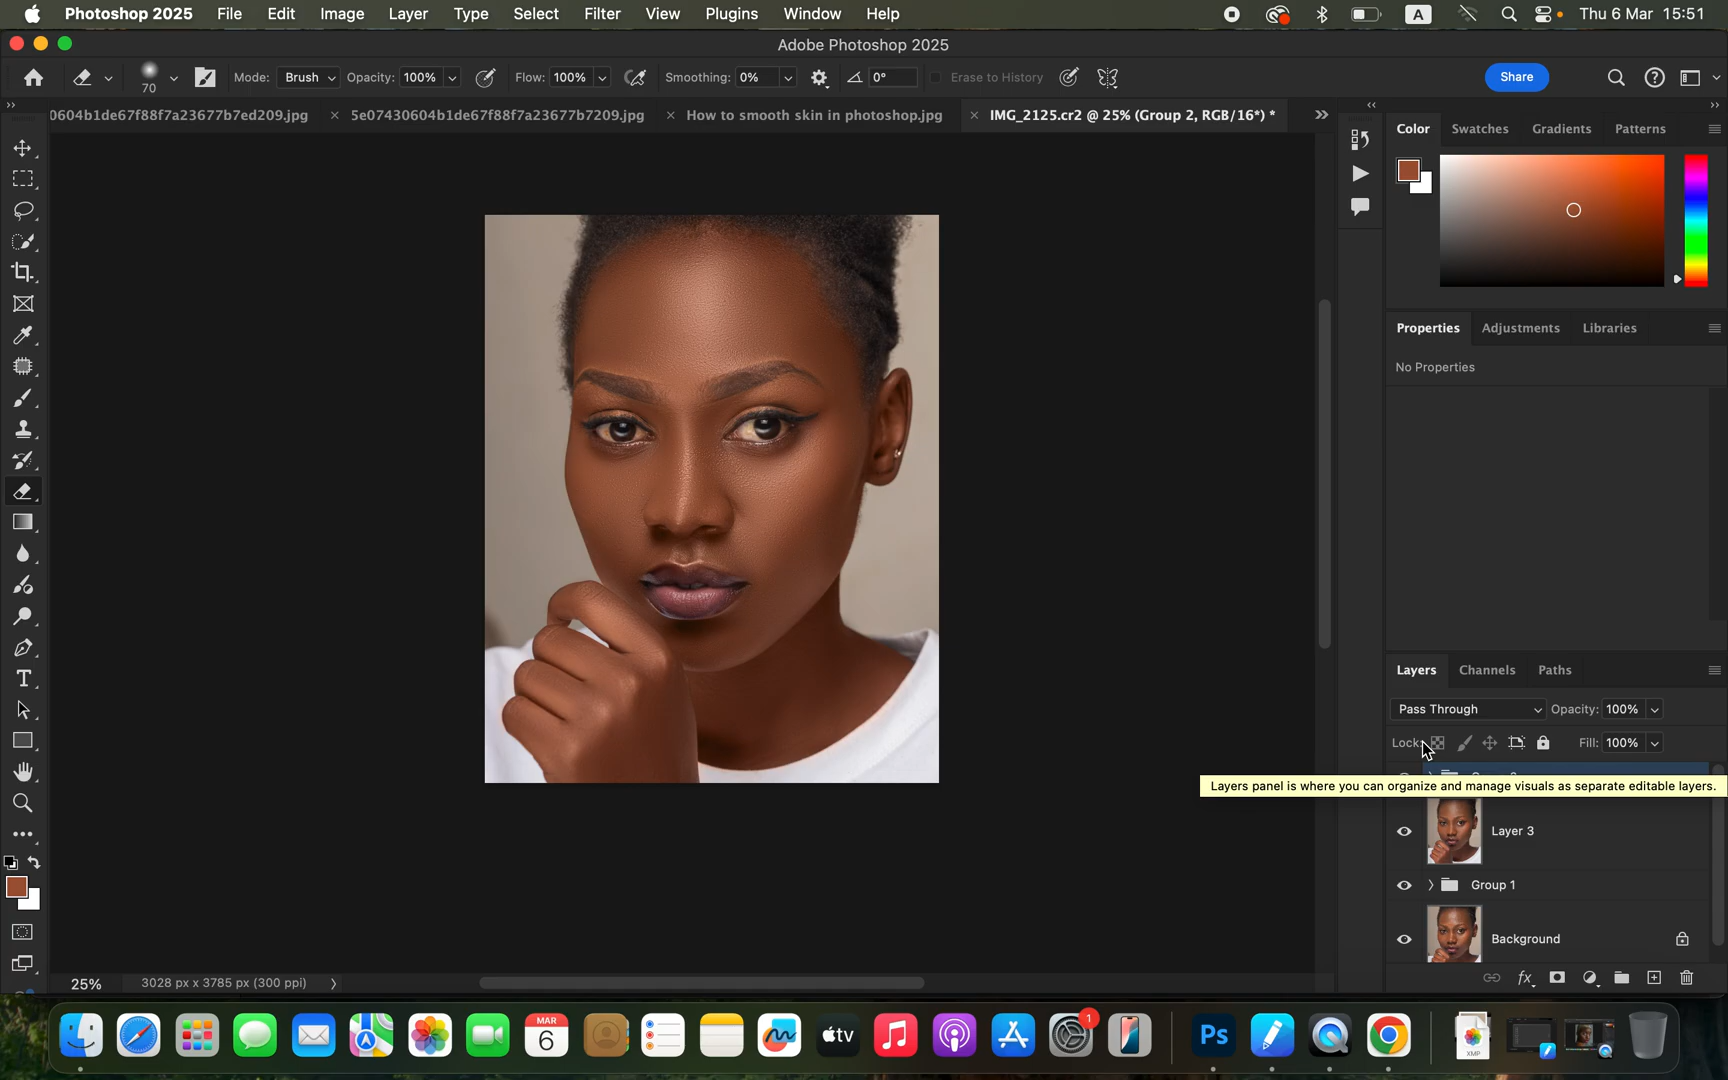 Photoshop 2025 File Edit Image Layer Type Select Filter View Plugins Window Help A Thu 6 Mar 15:51
Adobe Photoshop 2025
70 Mode: Brush Opacity: 100% Flow: 100% Smoothing: 0% 0° Erase to History Share
0604b1de67f88f7a23677b7ed209.jpg × 5e07430604b1de67f88f7a23677b7209.jpg × How to smooth skin in photoshop.jpg × IMG_2125.cr2 @ 25% (Group 2, RGB/16*) *
Color Swatches Gradients Patterns
Properties Adjustments Libraries
No Properties
Layers Channels Paths
Pass Through Opacity: 100%
Lock: Fill: 100%
Layers panel is where you can organize and manage visuals as separate editable layers.
Layer 3
Group 1
Background
fx
25% 3028 px x 3785 px (300 ppi)
MAR
6
tv
1
Ps
XMP